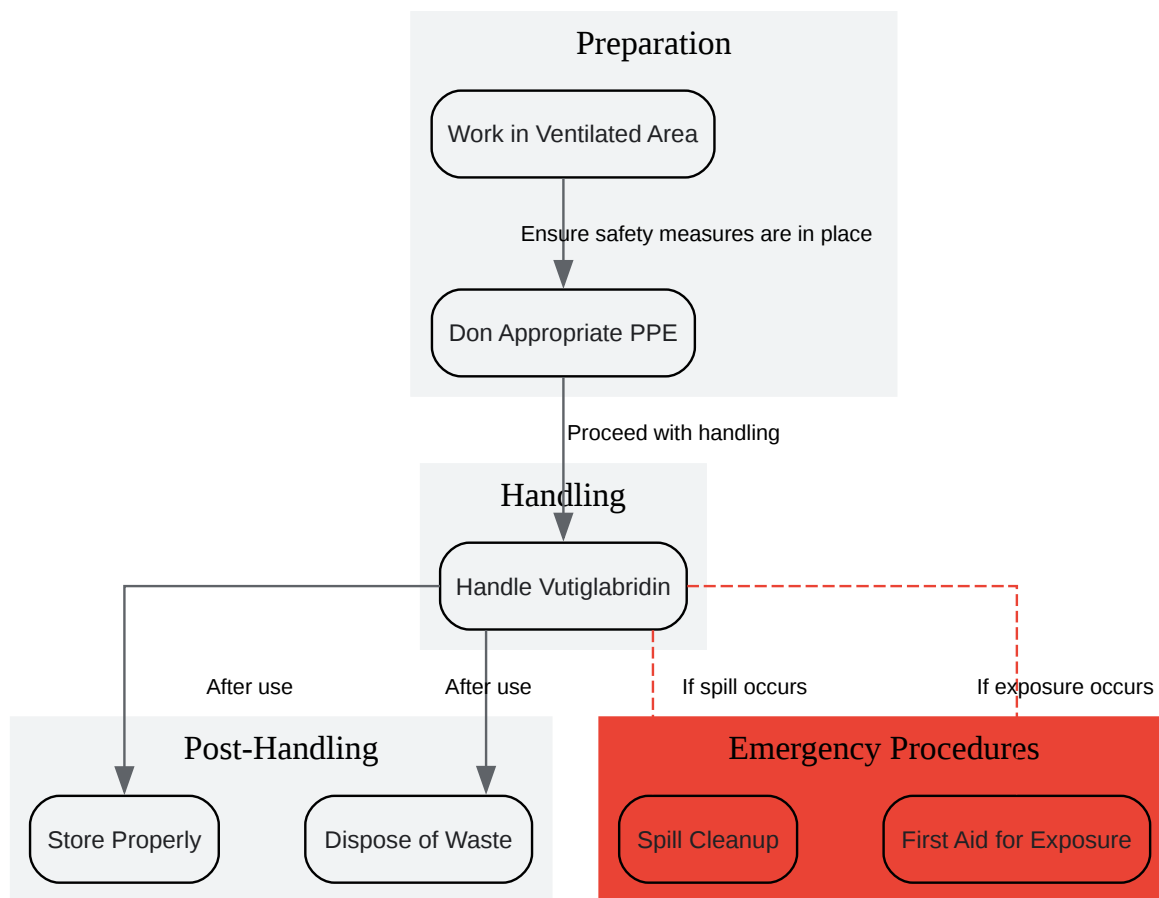 Preparation
Work in Ventilated Area
Ensure safety measures are in place
Don Appropriate PPE
Proceed with handling
Handling
Handle Vutiglabridin
After use
After use
If spill occurs
If exposure occurs
Post-Handling
Emergency Procedures
Store Properly
Dispose of Waste
Spill Cleanup
First Aid for Exposure